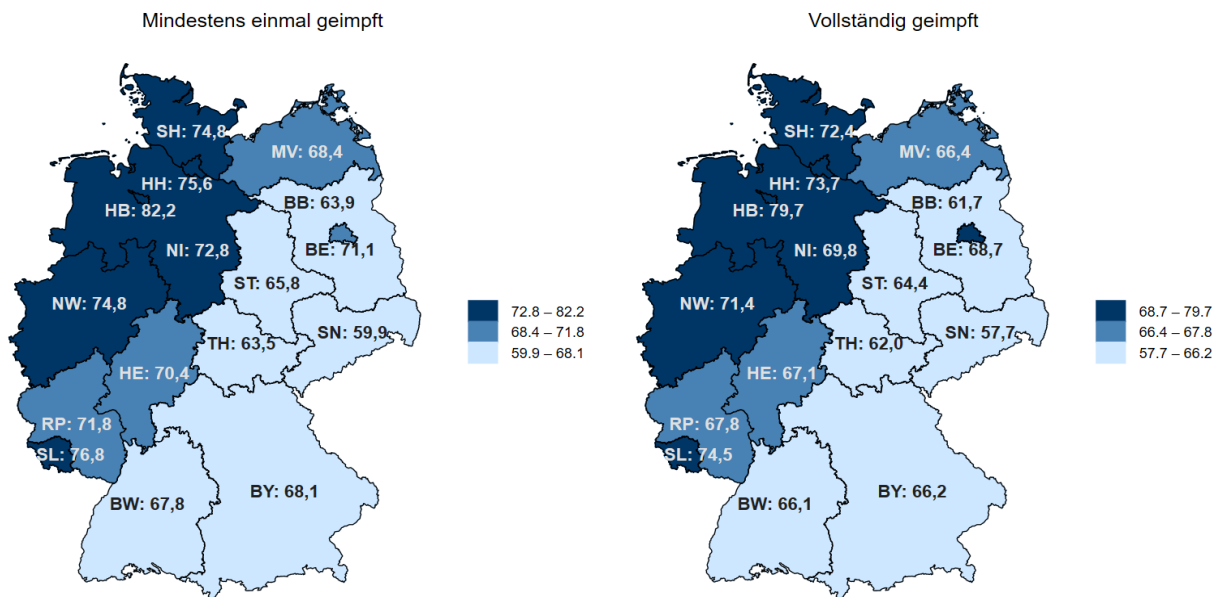 Mindestens einmal geimpft
SH: 74,8
MV: 68,4
HH: 75,6
BB: 63,9
HB: 82,2
NI: 72,8
BE: 71,1
ST: 65,8
NW: 74,8
SN: 59,9
TH: 63,5
HE: 70,4
RP: 71,8
SL: 76,8
BY: 68,1
BW: 67,8
72.8 – 82.2
68.4 – 71.8
59.9 – 68.1
Vollständig geimpft
SH: 72,4
MV: 66,4
HH: 73,7
BB: 61,7
HB: 79,7
NI: 69,8
BE: 68,7
ST: 64,4
NW: 71,4
SN: 57,7
TH: 62,0
HE: 67,1
RP: 67,8
SL: 74,5
BY: 66,2
BW: 66,1
68.7 – 79.7
66.4 – 67.8
57.7 – 66.2